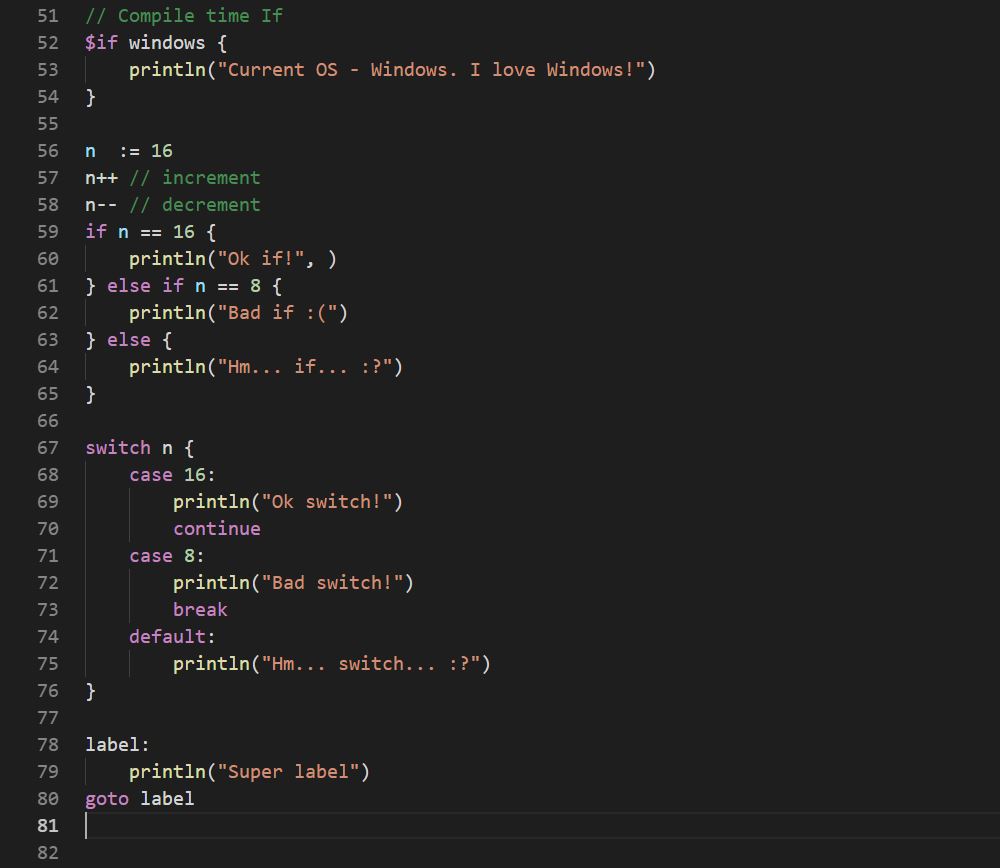 51 // Compile time If
52 $if windows {
53     println("Current OS - Windows. I love Windows!")
54 }
55
56 n  := 16
57 n++ // increment
58 n-- // decrement
59 if n == 16 {
60     println("Ok if!", )
61 } else if n == 8 {
62     println("Bad if :(")
63 } else {
64     println("Hm... if... :?")
65 }
66
67 switch n {
68     case 16:
69         println("Ok switch!")
70         continue
71     case 8:
72         println("Bad switch!")
73         break
74     default:
75         println("Hm... switch... :?")
76 }
77
78 label:
79     println("Super label")
80 goto label
81
82